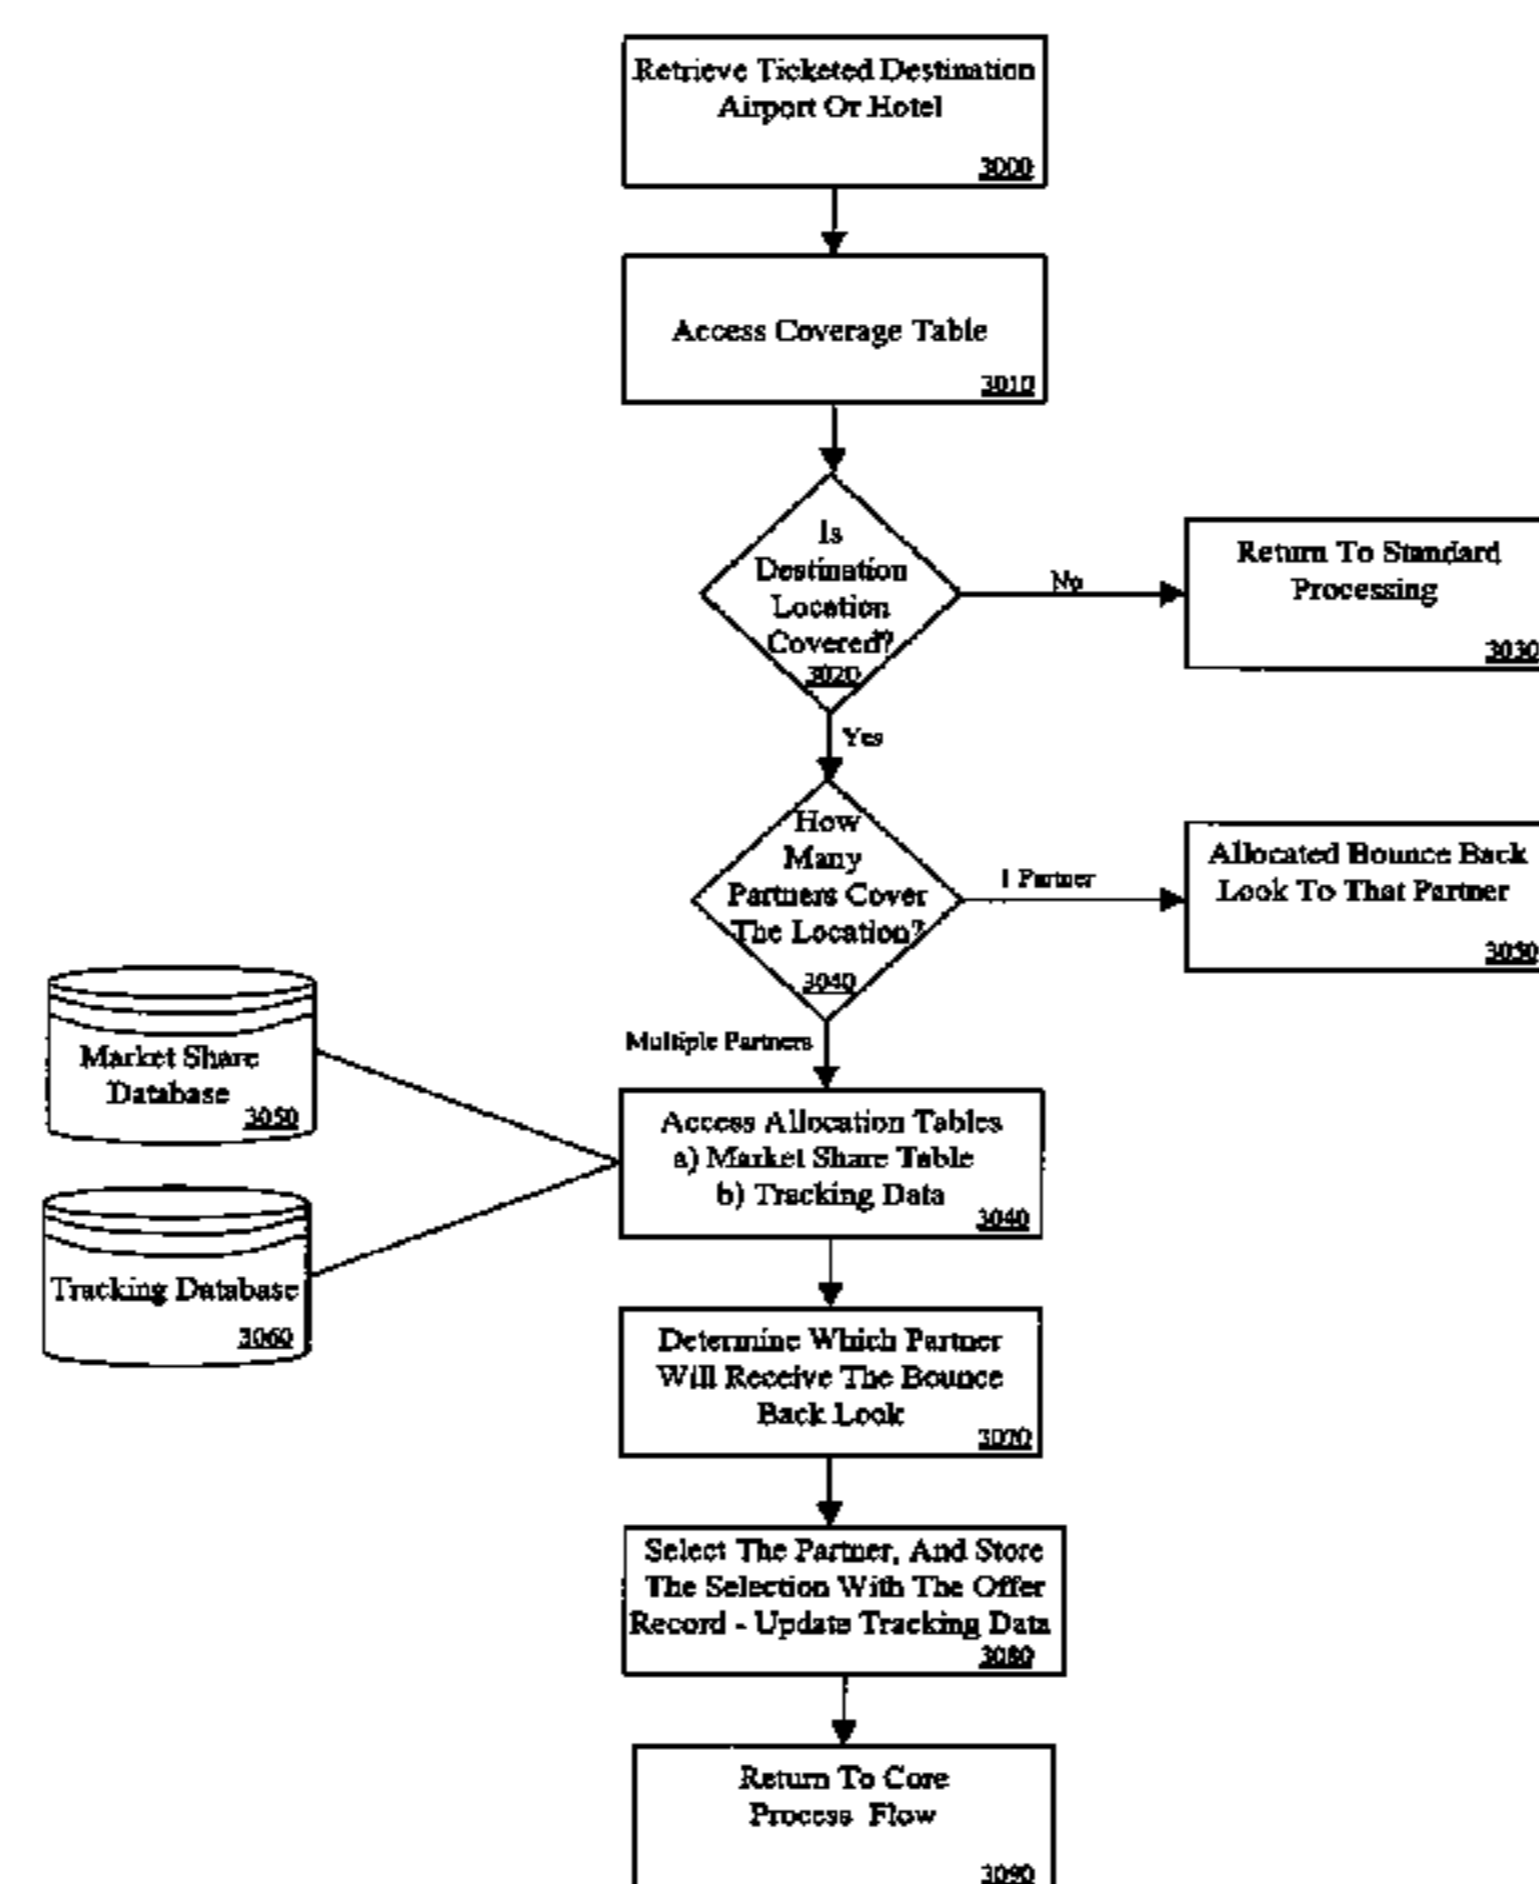 Retrieve Ticketed Destination
Airport Or Hotel
3000
Access Coverage Table
3010
Is
Destination
Location
Covered?
3020
No
Return To Standard
Processing
3030
Yes
How
Many
Partners Cover
The Location?
3040
1 Partner
Allocated Bounce Back
Look To That Partner
3050
Multiple Partners
Market Share
Database
3050
Tracking Database
3060
Access Allocation Tables
a) Market Share Table
b) Tracking Data
3040
Determine Which Partner
Will Receive The Bounce
Back Look
3070
Select The Partner, And Store
The Selection With The Offer
Record - Update Tracking Data
3080
Return To Core
Process Flow
3090